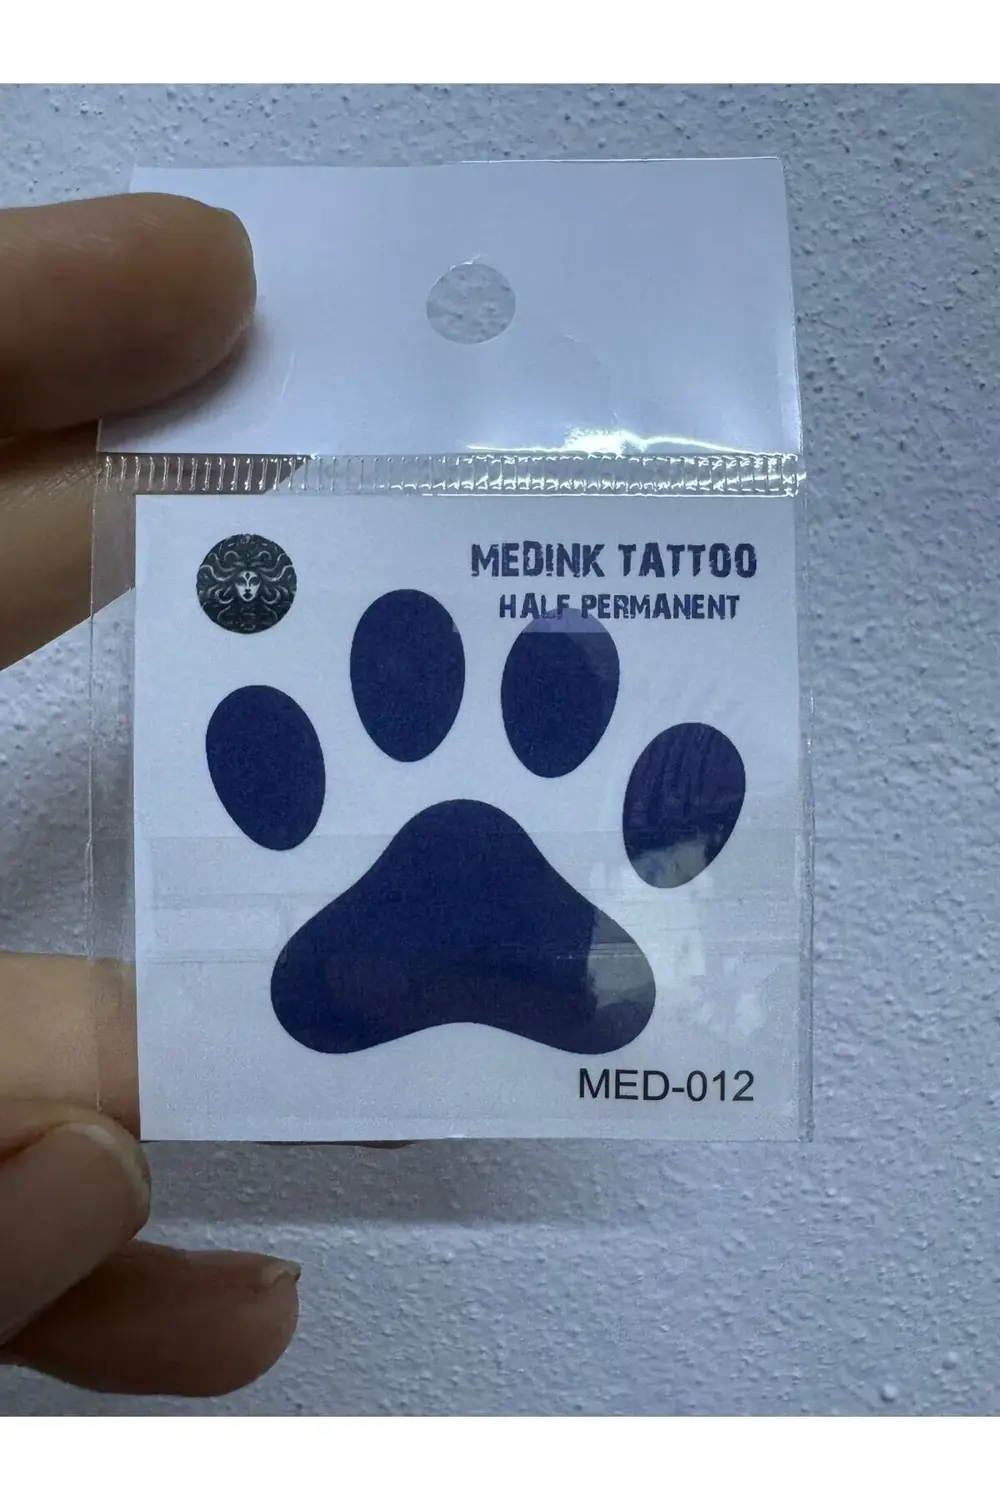 MEDINK TATTOO
HALF PERMANENT
MED-012